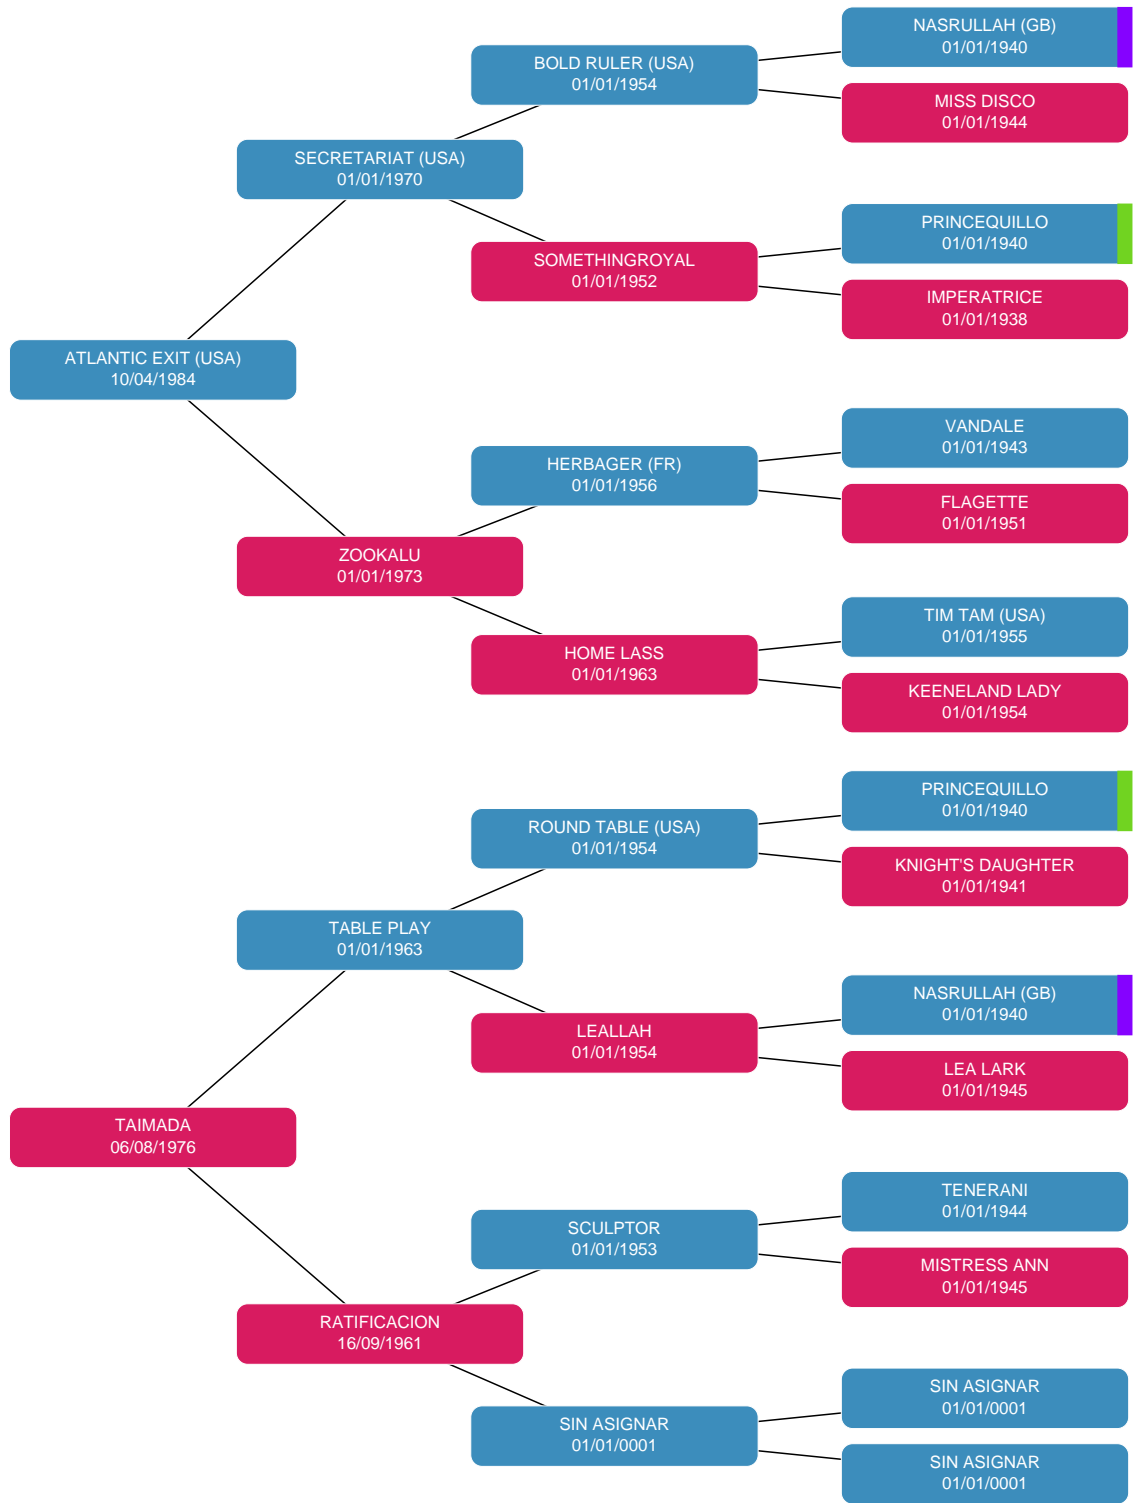 NASRULLAH (GB)
01/01/1940
BOLD RULER (USA)
01/01/1954
MISS DISCO
01/01/1944
SECRETARIAT (USA)
01/01/1970
PRINCEQUILLO
01/01/1940
SOMETHINGROYAL
01/01/1952
IMPERATRICE
01/01/1938
ATLANTIC EXIT (USA)
10/04/1984
VANDALE
01/01/1943
HERBAGER (FR)
01/01/1956
FLAGETTE
01/01/1951
ZOOKALU
01/01/1973
TIM TAM (USA)
01/01/1955
HOME LASS
01/01/1963
KEENELAND LADY
01/01/1954
PRINCEQUILLO
01/01/1940
ROUND TABLE (USA)
01/01/1954
KNIGHT'S DAUGHTER
01/01/1941
TABLE PLAY
01/01/1963
NASRULLAH (GB)
01/01/1940
LEALLAH
01/01/1954
LEA LARK
01/01/1945
TAIMADA
06/08/1976
TENERANI
01/01/1944
SCULPTOR
01/01/1953
MISTRESS ANN
01/01/1945
RATIFICACION
16/09/1961
SIN ASIGNAR
01/01/0001
SIN ASIGNAR
01/01/0001
SIN ASIGNAR
01/01/0001